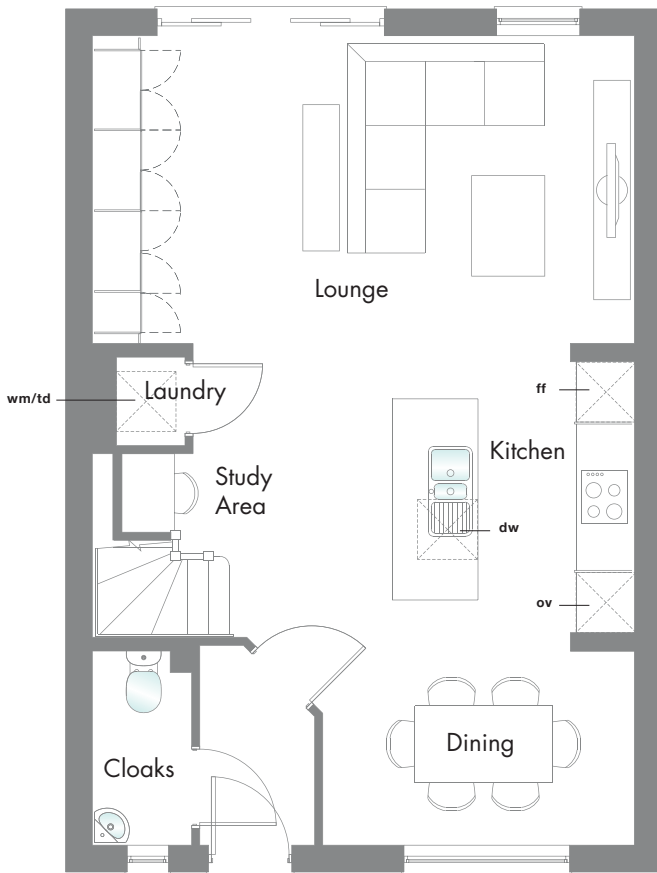 Lounge
Laundry
wm/td
ff
Kitchen
Study
Area
dw
ov
Dining
Cloaks